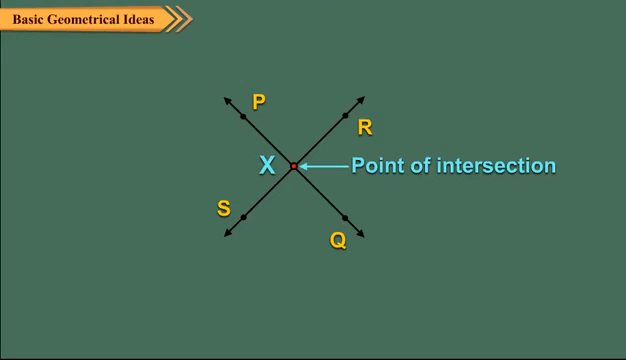 Basic Geometrical Ideas
P
R
X
Point of intersection
S
Q